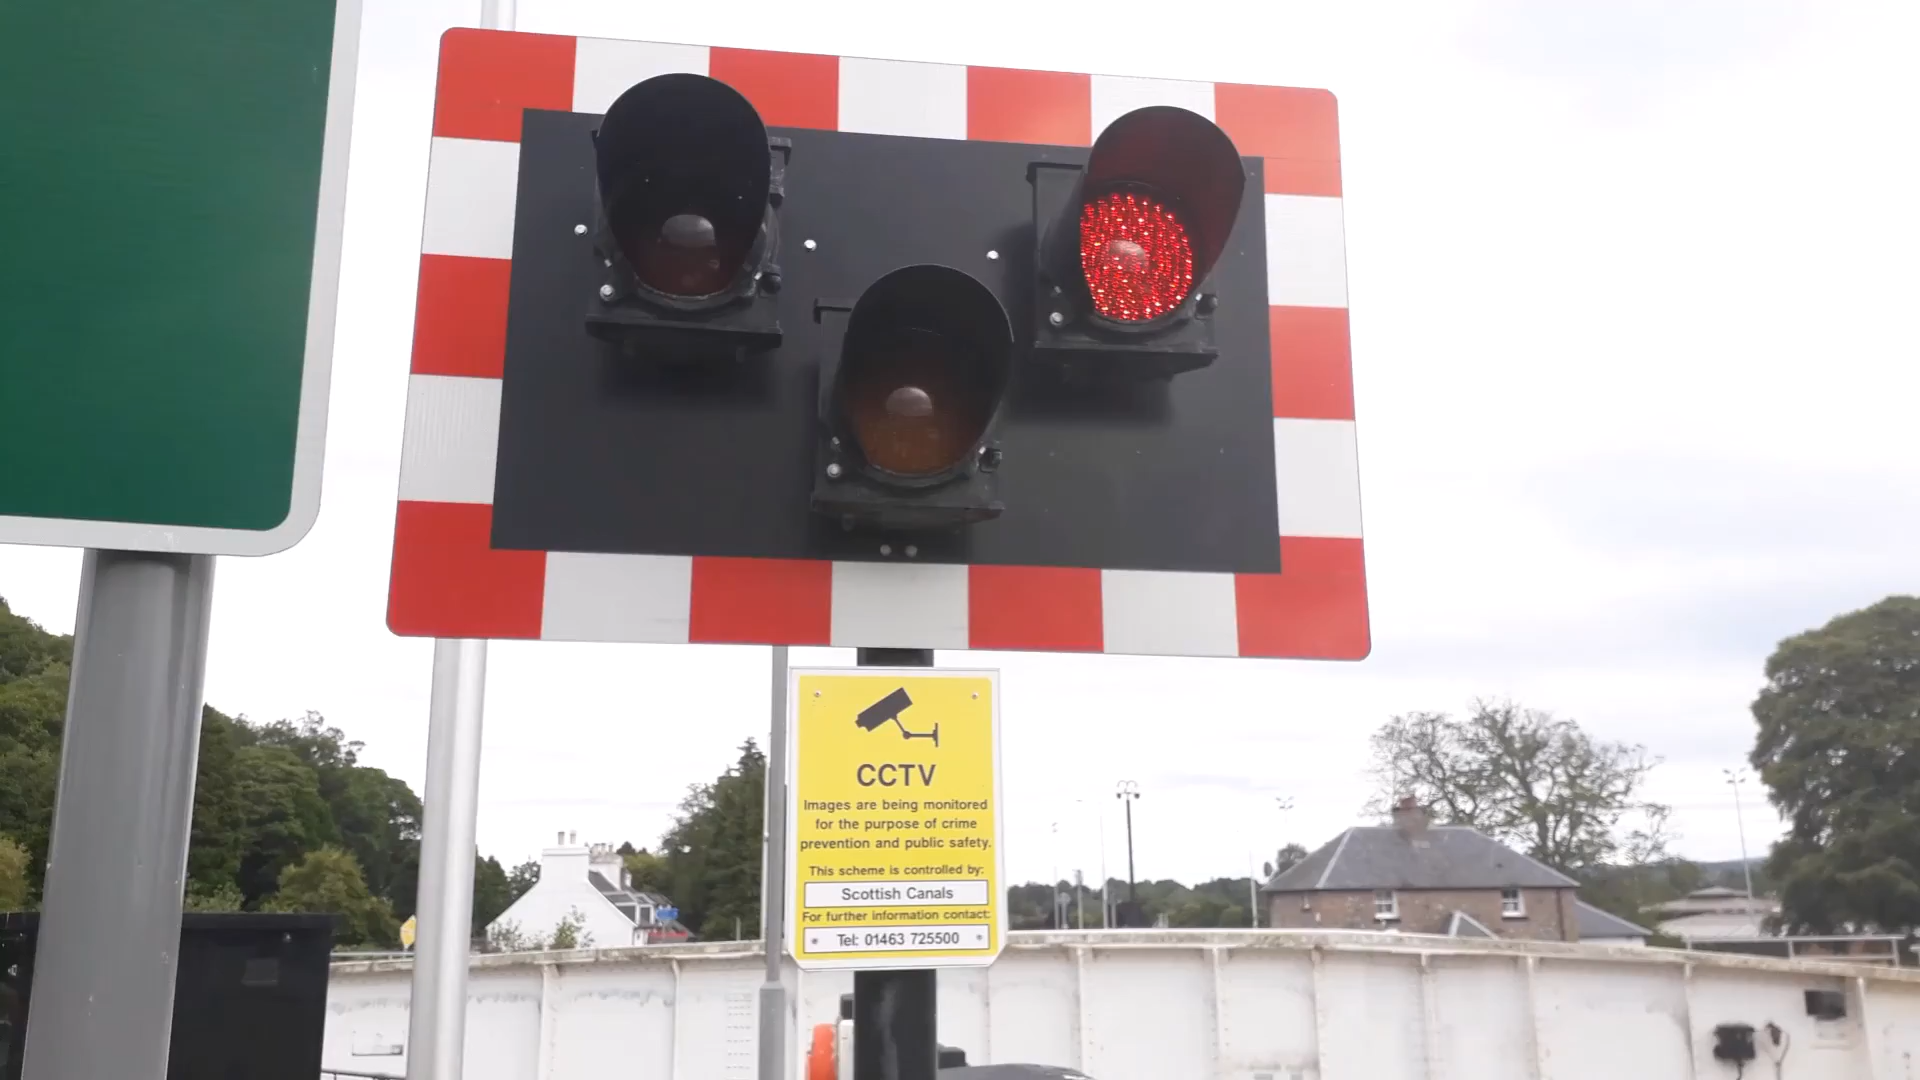 CCTV
Images are being monitored
for the purpose of crime
prevention and public safety.
This scheme is controlled by:
Scottish Canals
For further information contact:
Tel: 01463 725500